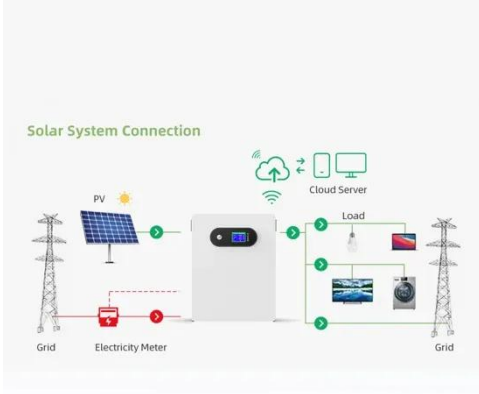 Solar System Connection
Cloud Server
PV
Load
Grid
Electricity Meter
Grid